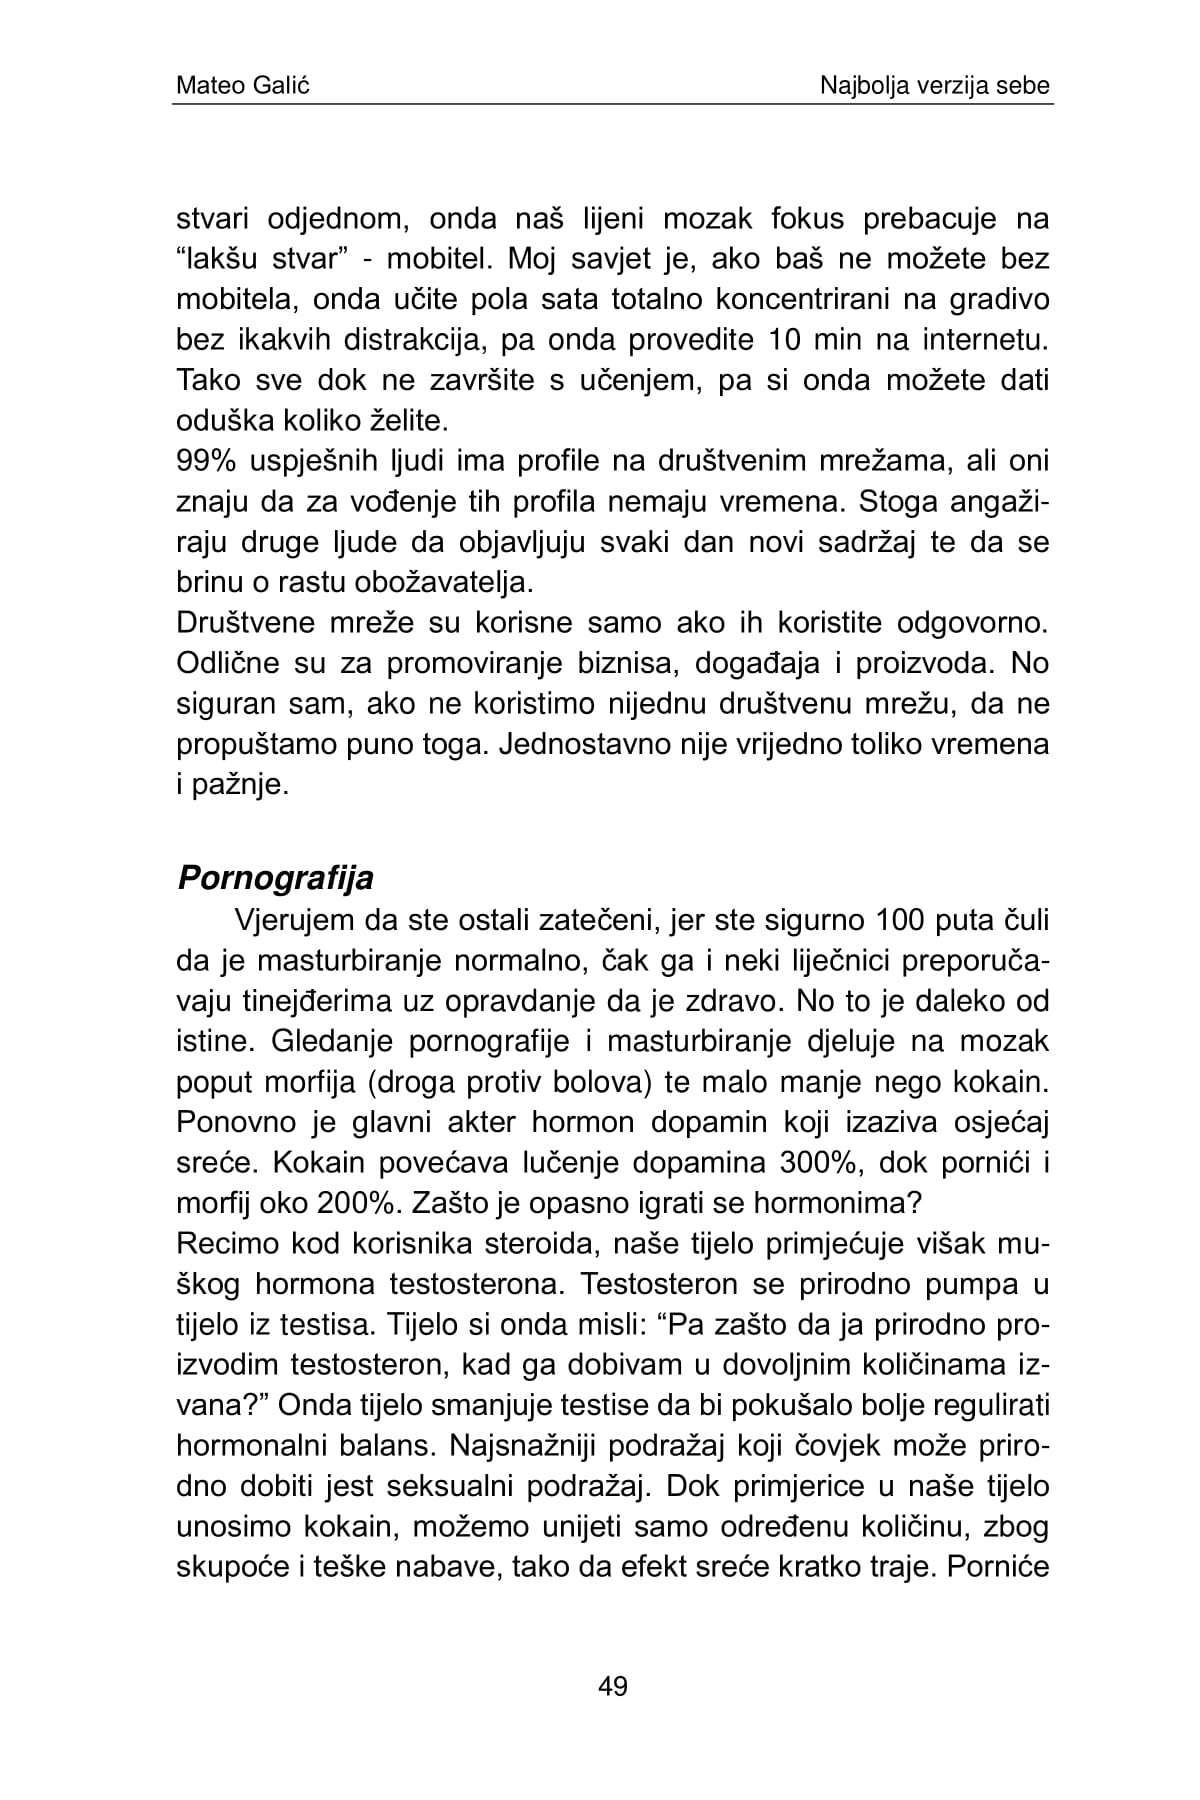 Mateo Galić
Najbolja verzija sebe
stvari odjednom, onda naš lijeni mozak fokus prebacuje na
“lakšu stvar” - mobitel. Moj savjet je, ako baš ne možete bez
mobitela, onda učite pola sata totalno koncentrirani na gradivo
bez ikakvih distrakcija, pa onda provedite 10 min na internetu.
Tako sve dok ne završite s učenjem, pa si onda možete dati
oduška koliko želite.
99% uspješnih ljudi ima profile na društvenim mrežama, ali oni
znaju da za vođenje tih profila nemaju vremena. Stoga angaži-
raju druge ljude da objavljuju svaki dan novi sadržaj te da se
brinu o rastu obožavatelja.
Društvene mreže su korisne samo ako ih koristite odgovorno.
Odlične su za promoviranje biznisa, događaja i proizvoda. No
siguran sam, ako ne koristimo nijednu društvenu mrežu, da ne
propuštamo puno toga. Jednostavno nije vrijedno toliko vremena
i pažnje.
Pornografija
Vjerujem da ste ostali zatečeni, jer ste sigurno 100 puta čuli
da je masturbiranje normalno, čak ga i neki liječnici preporuča-
vaju tinejđerima uz opravdanje da je zdravo. No to je daleko od
istine. Gledanje pornografije i masturbiranje djeluje na mozak
poput morfija (droga protiv bolova) te malo manje nego kokain.
Ponovno je glavni akter hormon dopamin koji izaziva osjećaj
sreće. Kokain povećava lučenje dopamina 300%, dok pornići i
morfij oko 200%. Zašto je opasno igrati se hormonima?
Recimo kod korisnika steroida, naše tijelo primjećuje višak mu-
škog hormona testosterona. Testosteron se prirodno pumpa u
tijelo iz testisa. Tijelo si onda misli: “Pa zašto da ja prirodno pro-
izvodim testosteron, kad ga dobivam u dovoljnim količinama iz-
vana?” Onda tijelo smanjuje testise da bi pokušalo bolje regulirati
hormonalni balans. Najsnažniji podražaj koji čovjek može priro-
dno dobiti jest seksualni podražaj. Dok primjerice u naše tijelo
unosimo kokain, možemo unijeti samo određenu količinu, zbog
skupoće i teške nabave, tako da efekt sreće kratko traje. Porniće
49